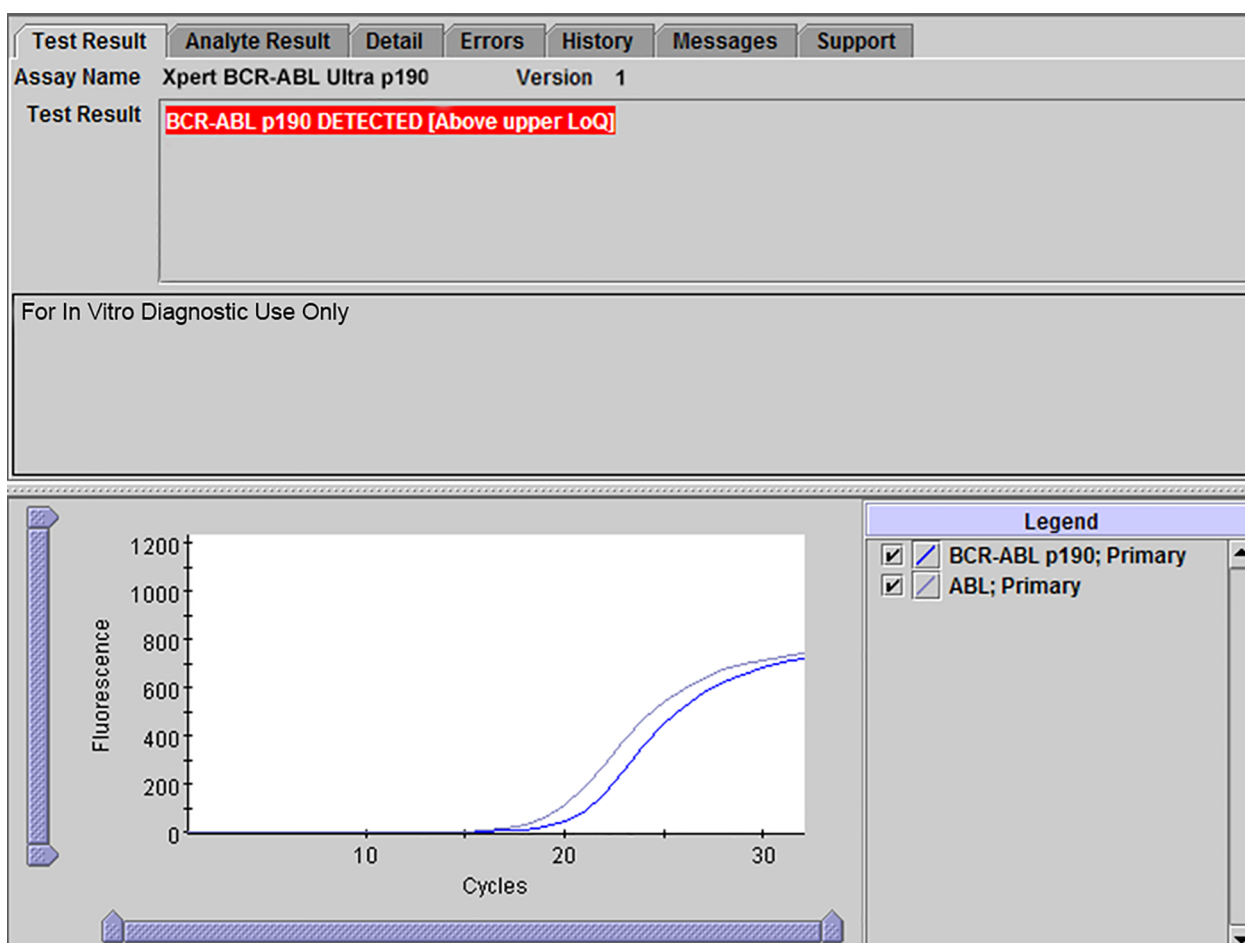 Test Result Analyte Result Detail Errors History Messages Support
Assay Name Xpert BCR-ABL Ultra p190 Version 1
Test Result BCR-ABL p190 DETECTED [Above upper LoQ]
For In Vitro Diagnostic Use Only
Legend
BCR-ABL p190; Primary
ABL; Primary
1200
1000
800
600
400
200
0
Fluorescence
10 20 30
Cycles